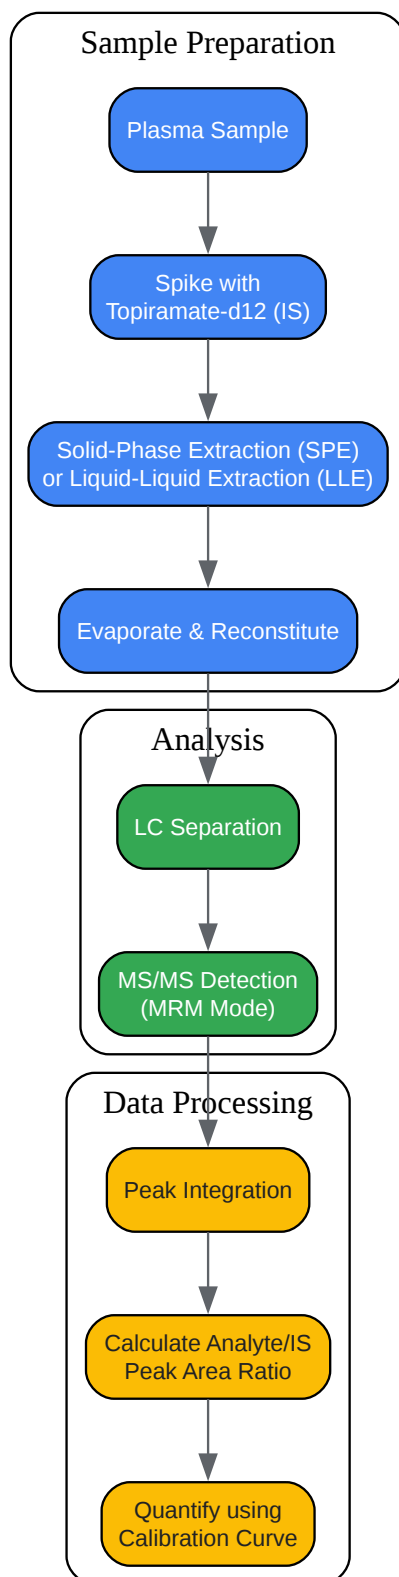 Sample Preparation
Plasma Sample
Spike with
Topiramate-d12 (IS)
Solid-Phase Extraction (SPE)
or Liquid-Liquid Extraction (LLE)
Evaporate & Reconstitute
Analysis
LC Separation
MS/MS Detection
(MRM Mode)
Data Processing
Peak Integration
Calculate Analyte/IS
Peak Area Ratio
Quantify using
Calibration Curve